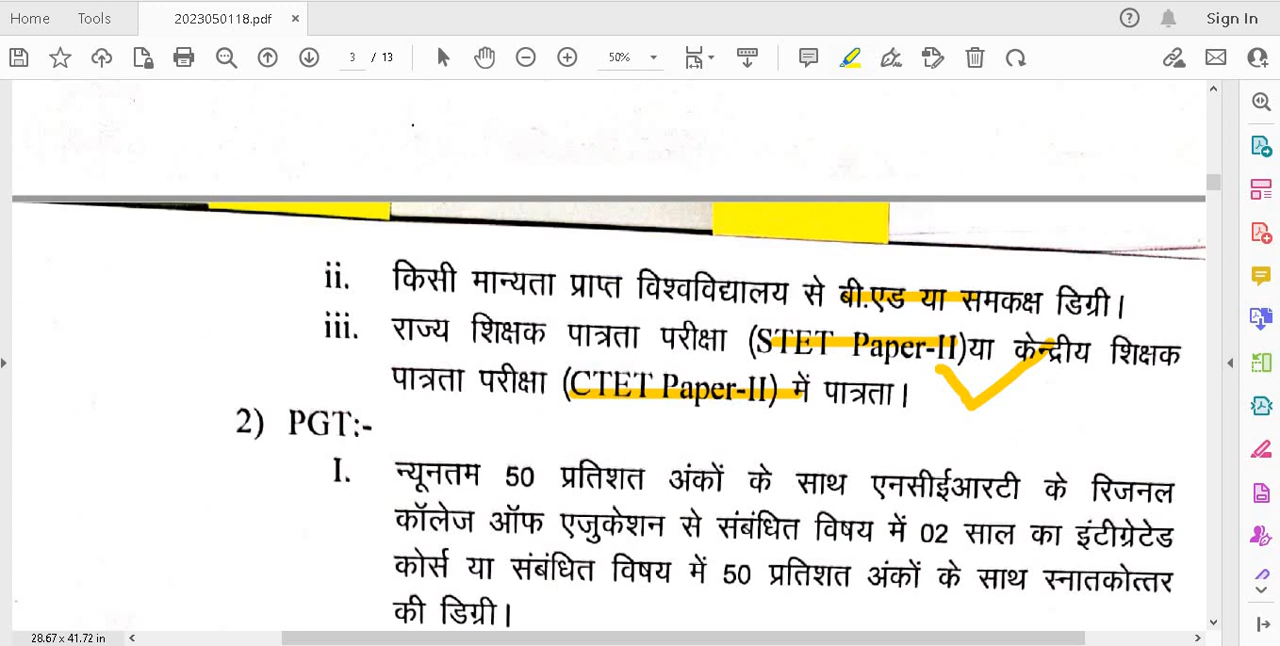 Home Tools 2023050118.pdf × Sign In
3 / 13 50%
ii. किसी मान्यता प्राप्त विश्वविद्यालय से बी.एड या समकक्ष डिग्री।
iii. राज्य शिक्षक पात्रता परीक्षा (STET Paper-II)या केन्द्रीय शिक्षक
पात्रता परीक्षा (CTET Paper-II) में पात्रता।
2) PGT:-
I. न्यूनतम 50 प्रतिशत अंकों के साथ एनसीईआरटी के रिजनल
कॉलेज ऑफ एजुकेशन से संबंधित विषय में 02 साल का इंटीग्रेटेड
कोर्स या संबंधित विषय में 50 प्रतिशत अंकों के साथ स्नातकोत्तर
की डिग्री।
28.67 x 41.72 in